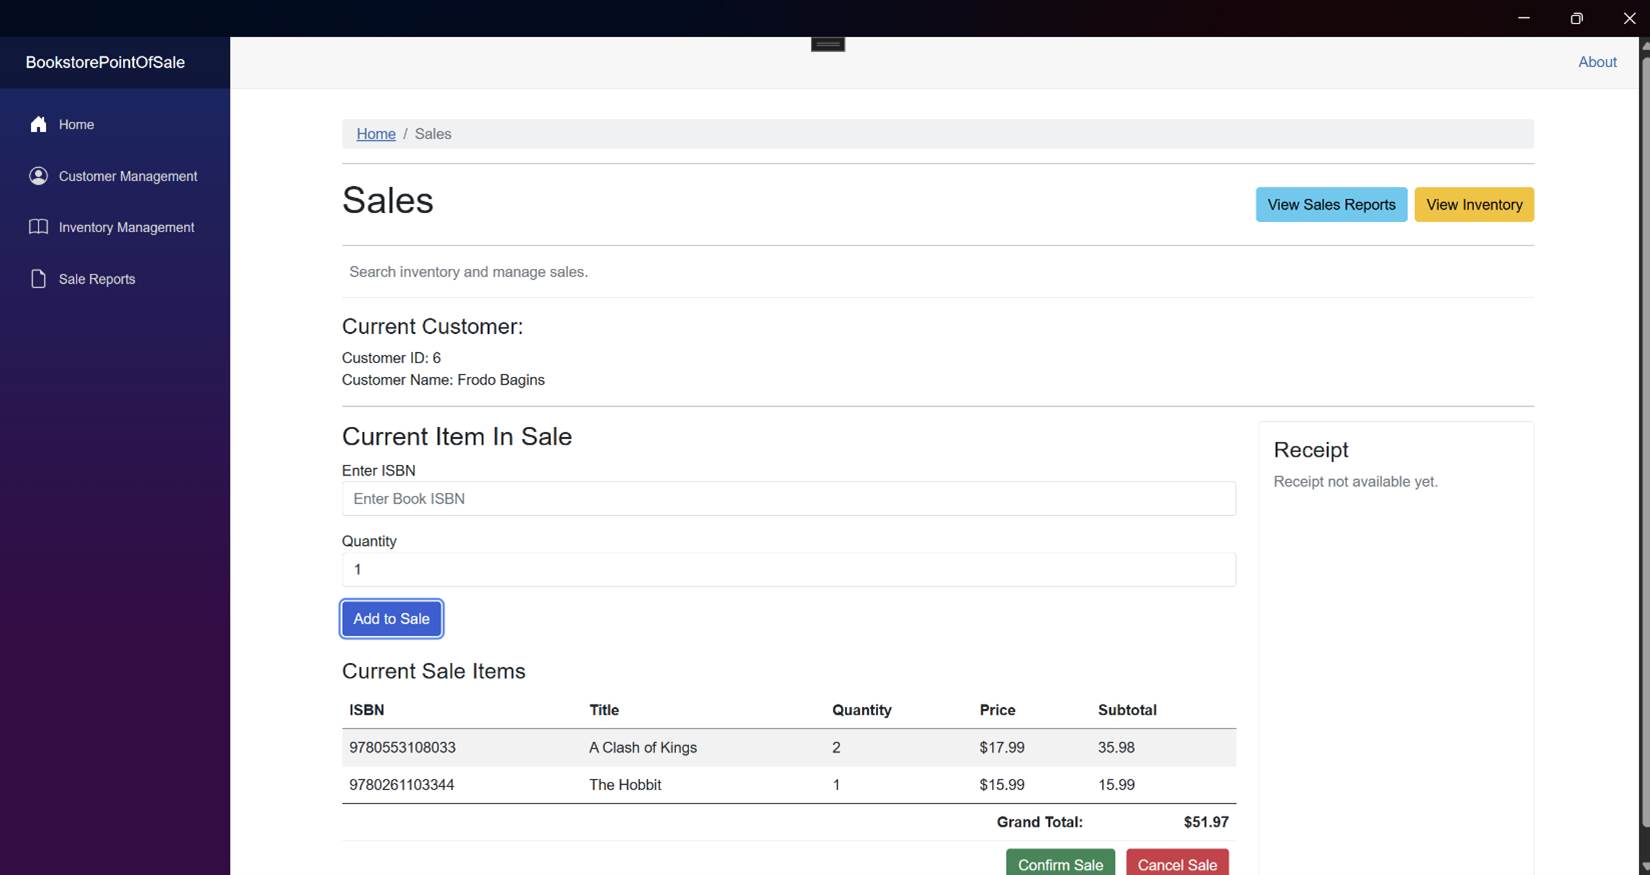 BookstorePointOfSale
About
Home
Customer Management
Inventory Management
Sale Reports
Home / Sales
Sales
View Sales Reports
View Inventory
Search inventory and manage sales.
Current Customer:
Customer ID: 6
Customer Name: Frodo Bagins
Current Item In Sale
Enter ISBN
Enter Book ISBN
Quantity
1
Add to Sale
Receipt
Receipt not available yet.
Current Sale Items
ISBN Title Quantity Price Subtotal
9780553108033 A Clash of Kings 2 $17.99 35.98
9780261103344 The Hobbit 1 $15.99 15.99
Grand Total: $51.97
Confirm Sale Cancel Sale